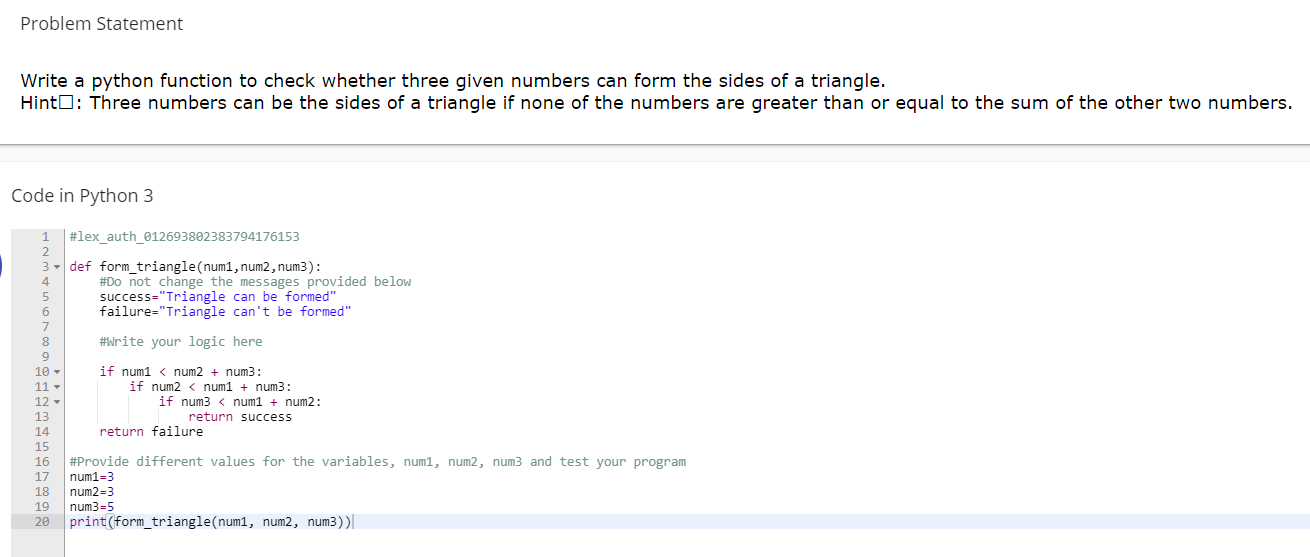 Problem Statement
Write a python function to check whether three given numbers can form the sides of a triangle.
Hint□: Three numbers can be the sides of a triangle if none of the numbers are greater than or equal to the sum of the other two numbers.
Code in Python 3
1 #lex_auth_012693802383794176153
2
3 def form_triangle(num1,num2,num3):
4     #Do not change the messages provided below
5     success="Triangle can be formed"
6     failure="Triangle can't be formed"
7
8     #Write your logic here
9
10     if num1 < num2 + num3:
11         if num2 < num1 + num3:
12             if num3 < num1 + num2:
13                 return success
14     return failure
15
16 #Provide different values for the variables, num1, num2, num3 and test your program
17 num1=3
18 num2=3
19 num3=5
20 print(form_triangle(num1, num2, num3))